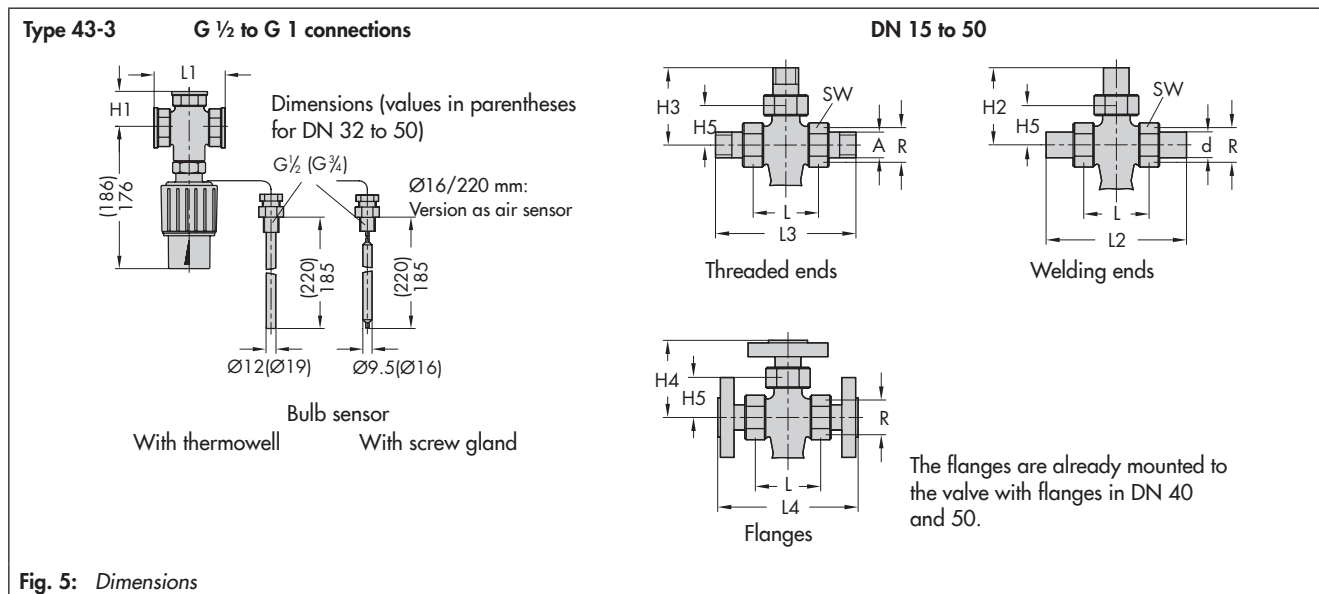 Type 43-3 G ½ to G 1 connections DN 15 to 50
L1
H1
Dimensions (values in parentheses
for DN 32 to 50)
G½ (G¾)
Ø16/220 mm:
Version as air sensor
(186)
176
(220)
185
(220)
185
Ø12(Ø19) Ø9.5(Ø16)
Bulb sensor
With thermowell With screw gland
SW
H3
H5
A R
L
L3
Threaded ends
SW
H2
H5
d R
L
L2
Welding ends
H4
H5
R
L
L4
Flanges
The flanges are already mounted to
the valve with flanges in DN 40
and 50.
Fig. 5: Dimensions